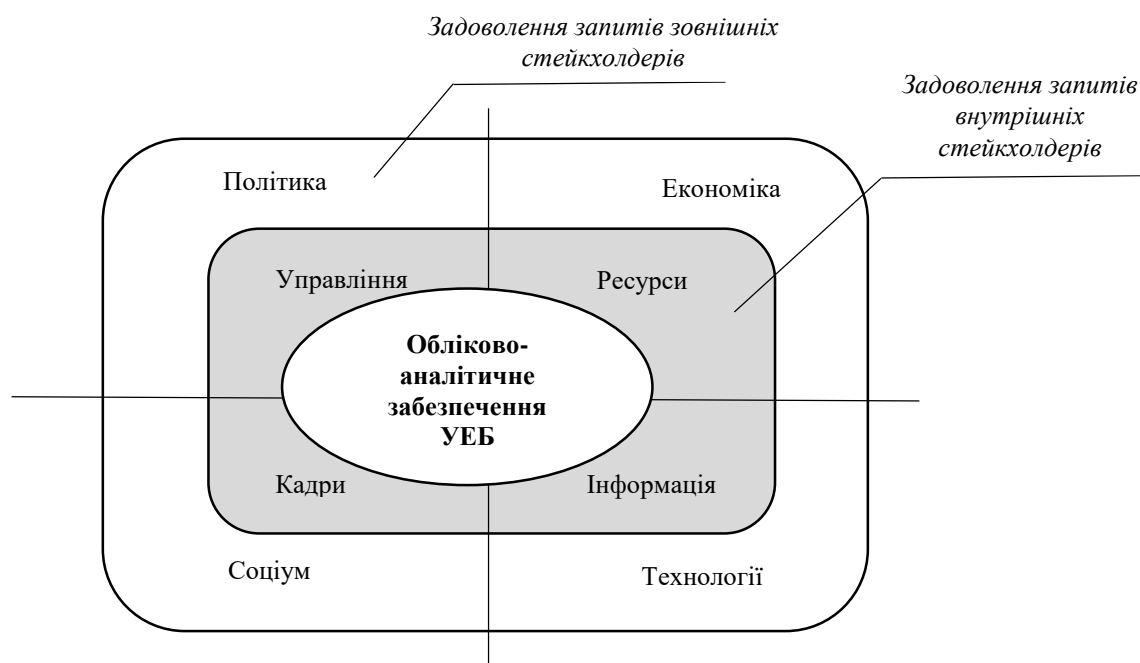 Задоволення запитів зовнішніх
стейкхолдерів
Задоволення запитів
внутрішніх
стейкхолдерів
Політика
Економіка
Управління
Ресурси
Обліково-
аналітичне
забезпечення
УЕБ
Кадри
Інформація
Соціум
Технології